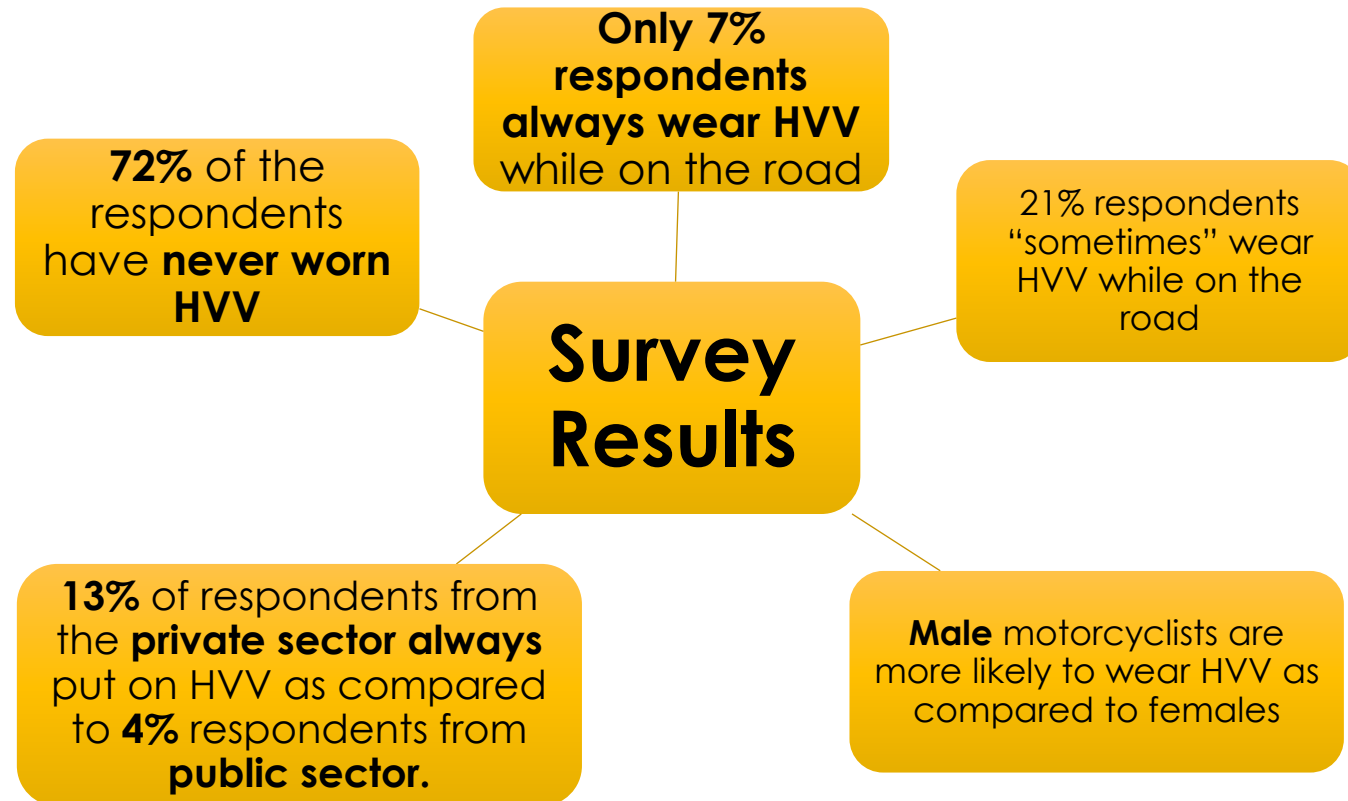 Only 7%
respondents
always wear HVV
while on the road
72% of the
respondents
have never worn
HVV
21% respondents
“sometimes” wear
HVV while on the
road
Survey
Results
13% of respondents from
the private sector always
put on HVV as compared
to 4% respondents from
public sector.
Male motorcyclists are
more likely to wear HVV as
compared to females